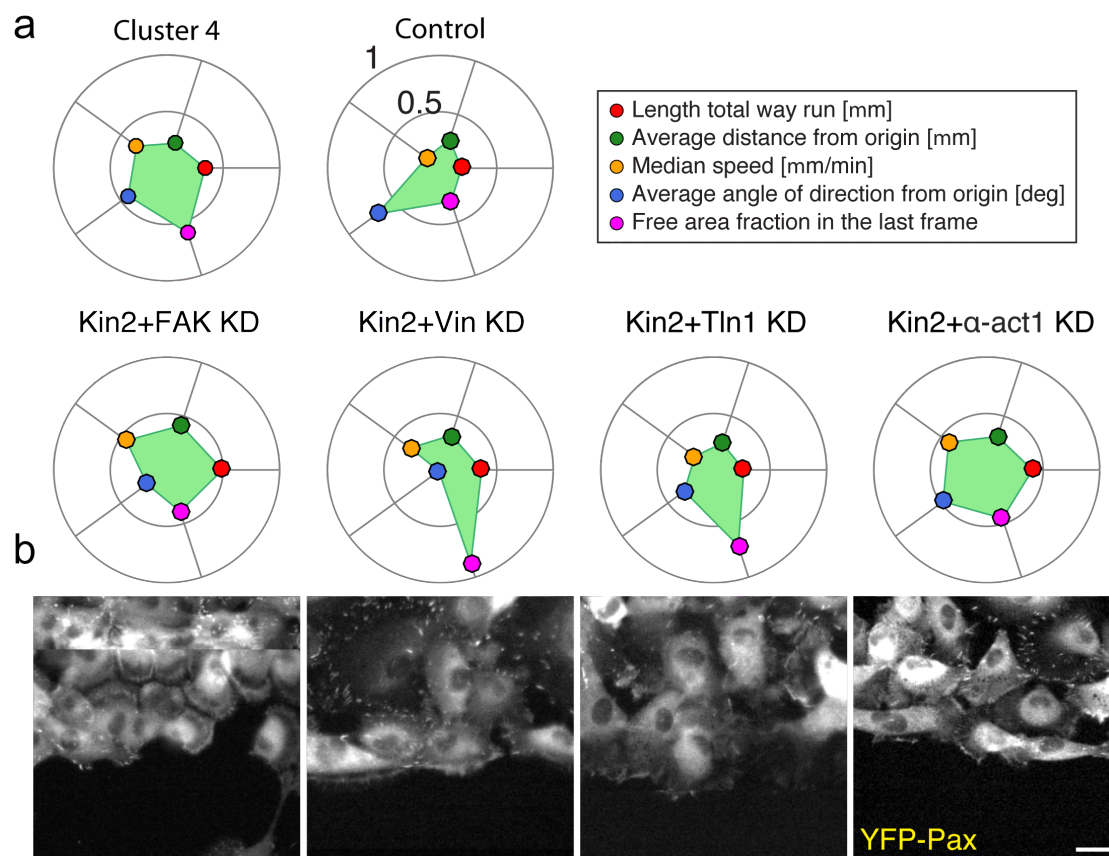 a
Cluster 4
Control
1
0.5
Length total way run [mm]
Average distance from origin [mm]
Median speed [mm/min]
Average angle of direction from origin [deg]
Free area fraction in the last frame
Kin2+FAK KD
Kin2+Vin KD
Kin2+Tln1 KD
Kin2+α-act1 KD
b
YFP-Pax